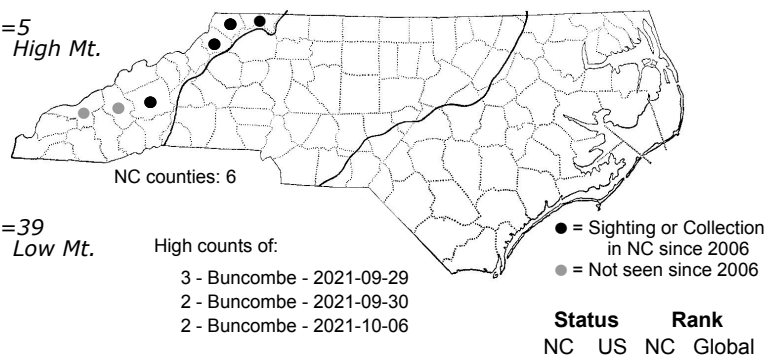 =5
High Mt.
NC counties: 6
=39
Low Mt.
High counts of:
3 - Buncombe - 2021-09-29
2 - Buncombe - 2021-09-30
2 - Buncombe - 2021-10-06
● = Sighting or Collection
in NC since 2006
● = Not seen since 2006
Status Rank
NC US NC Global